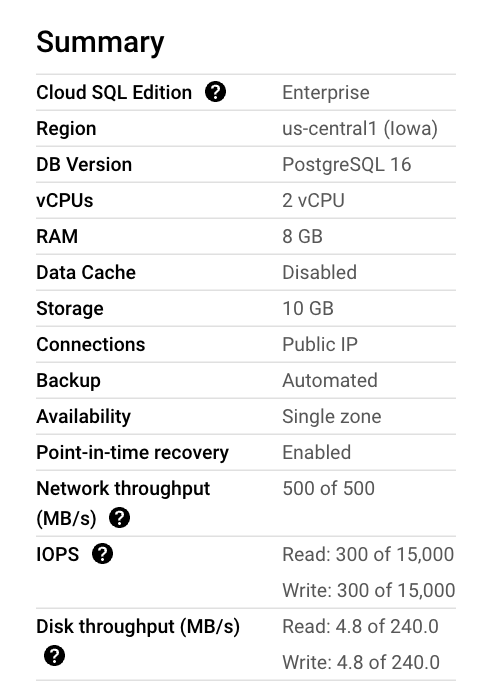 Summary
Cloud SQL Edition ? Enterprise
Region us-central1 (Iowa)
DB Version PostgreSQL 16
vCPUs 2 vCPU
RAM 8 GB
Data Cache Disabled
Storage 10 GB
Connections Public IP
Backup Automated
Availability Single zone
Point-in-time recovery Enabled
Network throughput 500 of 500
(MB/s) ?
IOPS ? Read: 300 of 15,000
Write: 300 of 15,000
Disk throughput (MB/s) Read: 4.8 of 240.0
? Write: 4.8 of 240.0